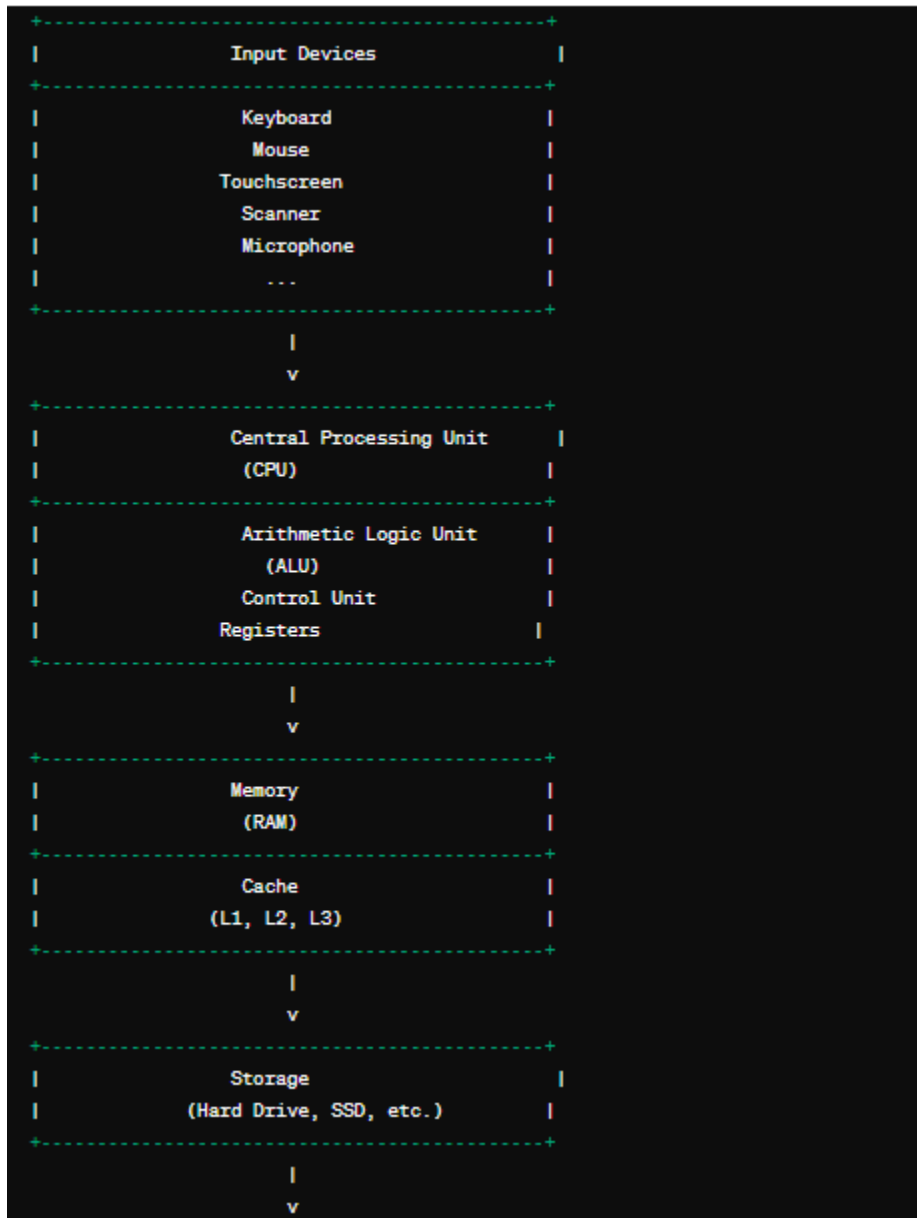 +---------------------------------------------+
| Input Devices |
+---------------------------------------------+
| Keyboard |
| Mouse |
| Touchscreen |
| Scanner |
| Microphone |
| ... |
+---------------------------------------------+
|
v
+---------------------------------------------+
| Central Processing Unit |
| (CPU) |
+---------------------------------------------+
| Arithmetic Logic Unit |
| (ALU) |
| Control Unit |
| Registers |
+---------------------------------------------+
|
v
+---------------------------------------------+
| Memory |
| (RAM) |
+---------------------------------------------+
| Cache |
| (L1, L2, L3) |
+---------------------------------------------+
|
v
+---------------------------------------------+
| Storage |
| (Hard Drive, SSD, etc.) |
+---------------------------------------------+
|
v